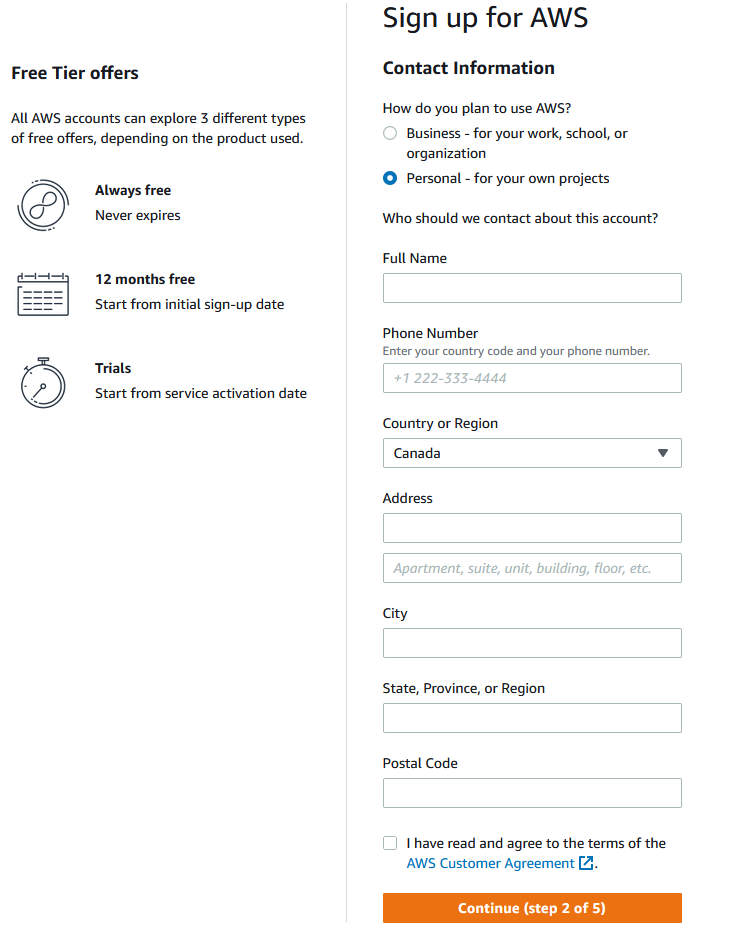 Free Tier offers
All AWS accounts can explore 3 different types
of free offers, depending on the product used.
Always free
Never expires
12 months free
Start from initial sign-up date
Trials
Start from service activation date
Sign up for AWS
Contact Information
How do you plan to use AWS?
Business - for your work, school, or
organization
Personal - for your own projects
Who should we contact about this account?
Full Name
Phone Number
Enter your country code and your phone number.
+1 222-333-4444
Country or Region
Canada
Address
Apartment, suite, unit, building, floor, etc.
City
State, Province, or Region
Postal Code
I have read and agree to the terms of the
AWS Customer Agreement.
Continue (step 2 of 5)